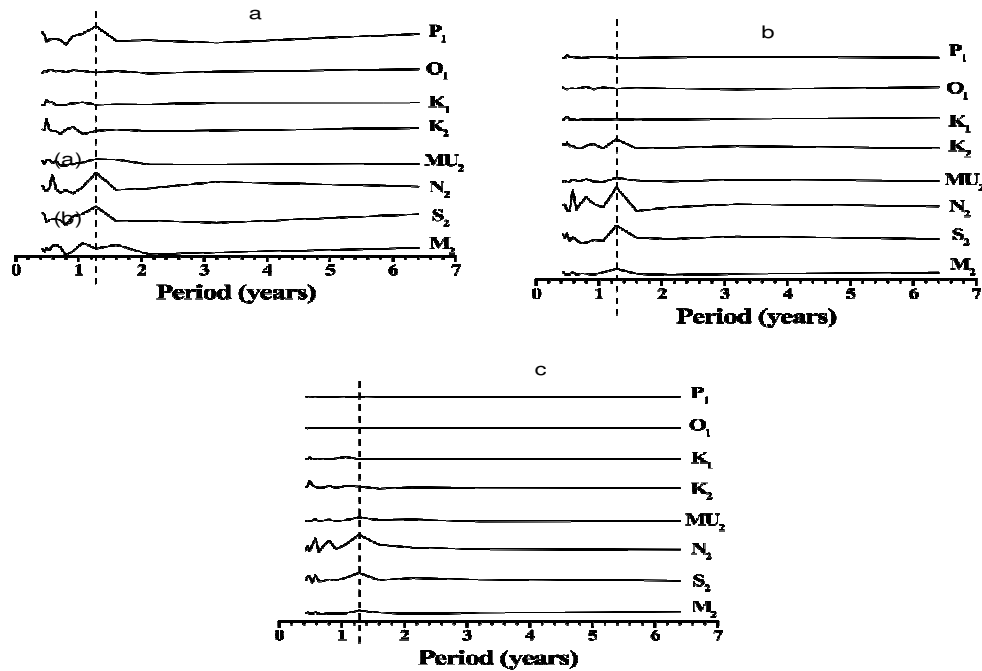 a
P₁
O₁
K₁
K₂
(a) MU₂
N₂
(b) S₂
M₂
0 1 2 3 4 5 6 7
Period (years)
b
P₁
O₁
K₁
K₂
MU₂
N₂
S₂
M₂
0 1 2 3 4 5 6 7
Period (years)
c
P₁
O₁
K₁
K₂
MU₂
N₂
S₂
M₂
0 1 2 3 4 5 6 7
Period (years)